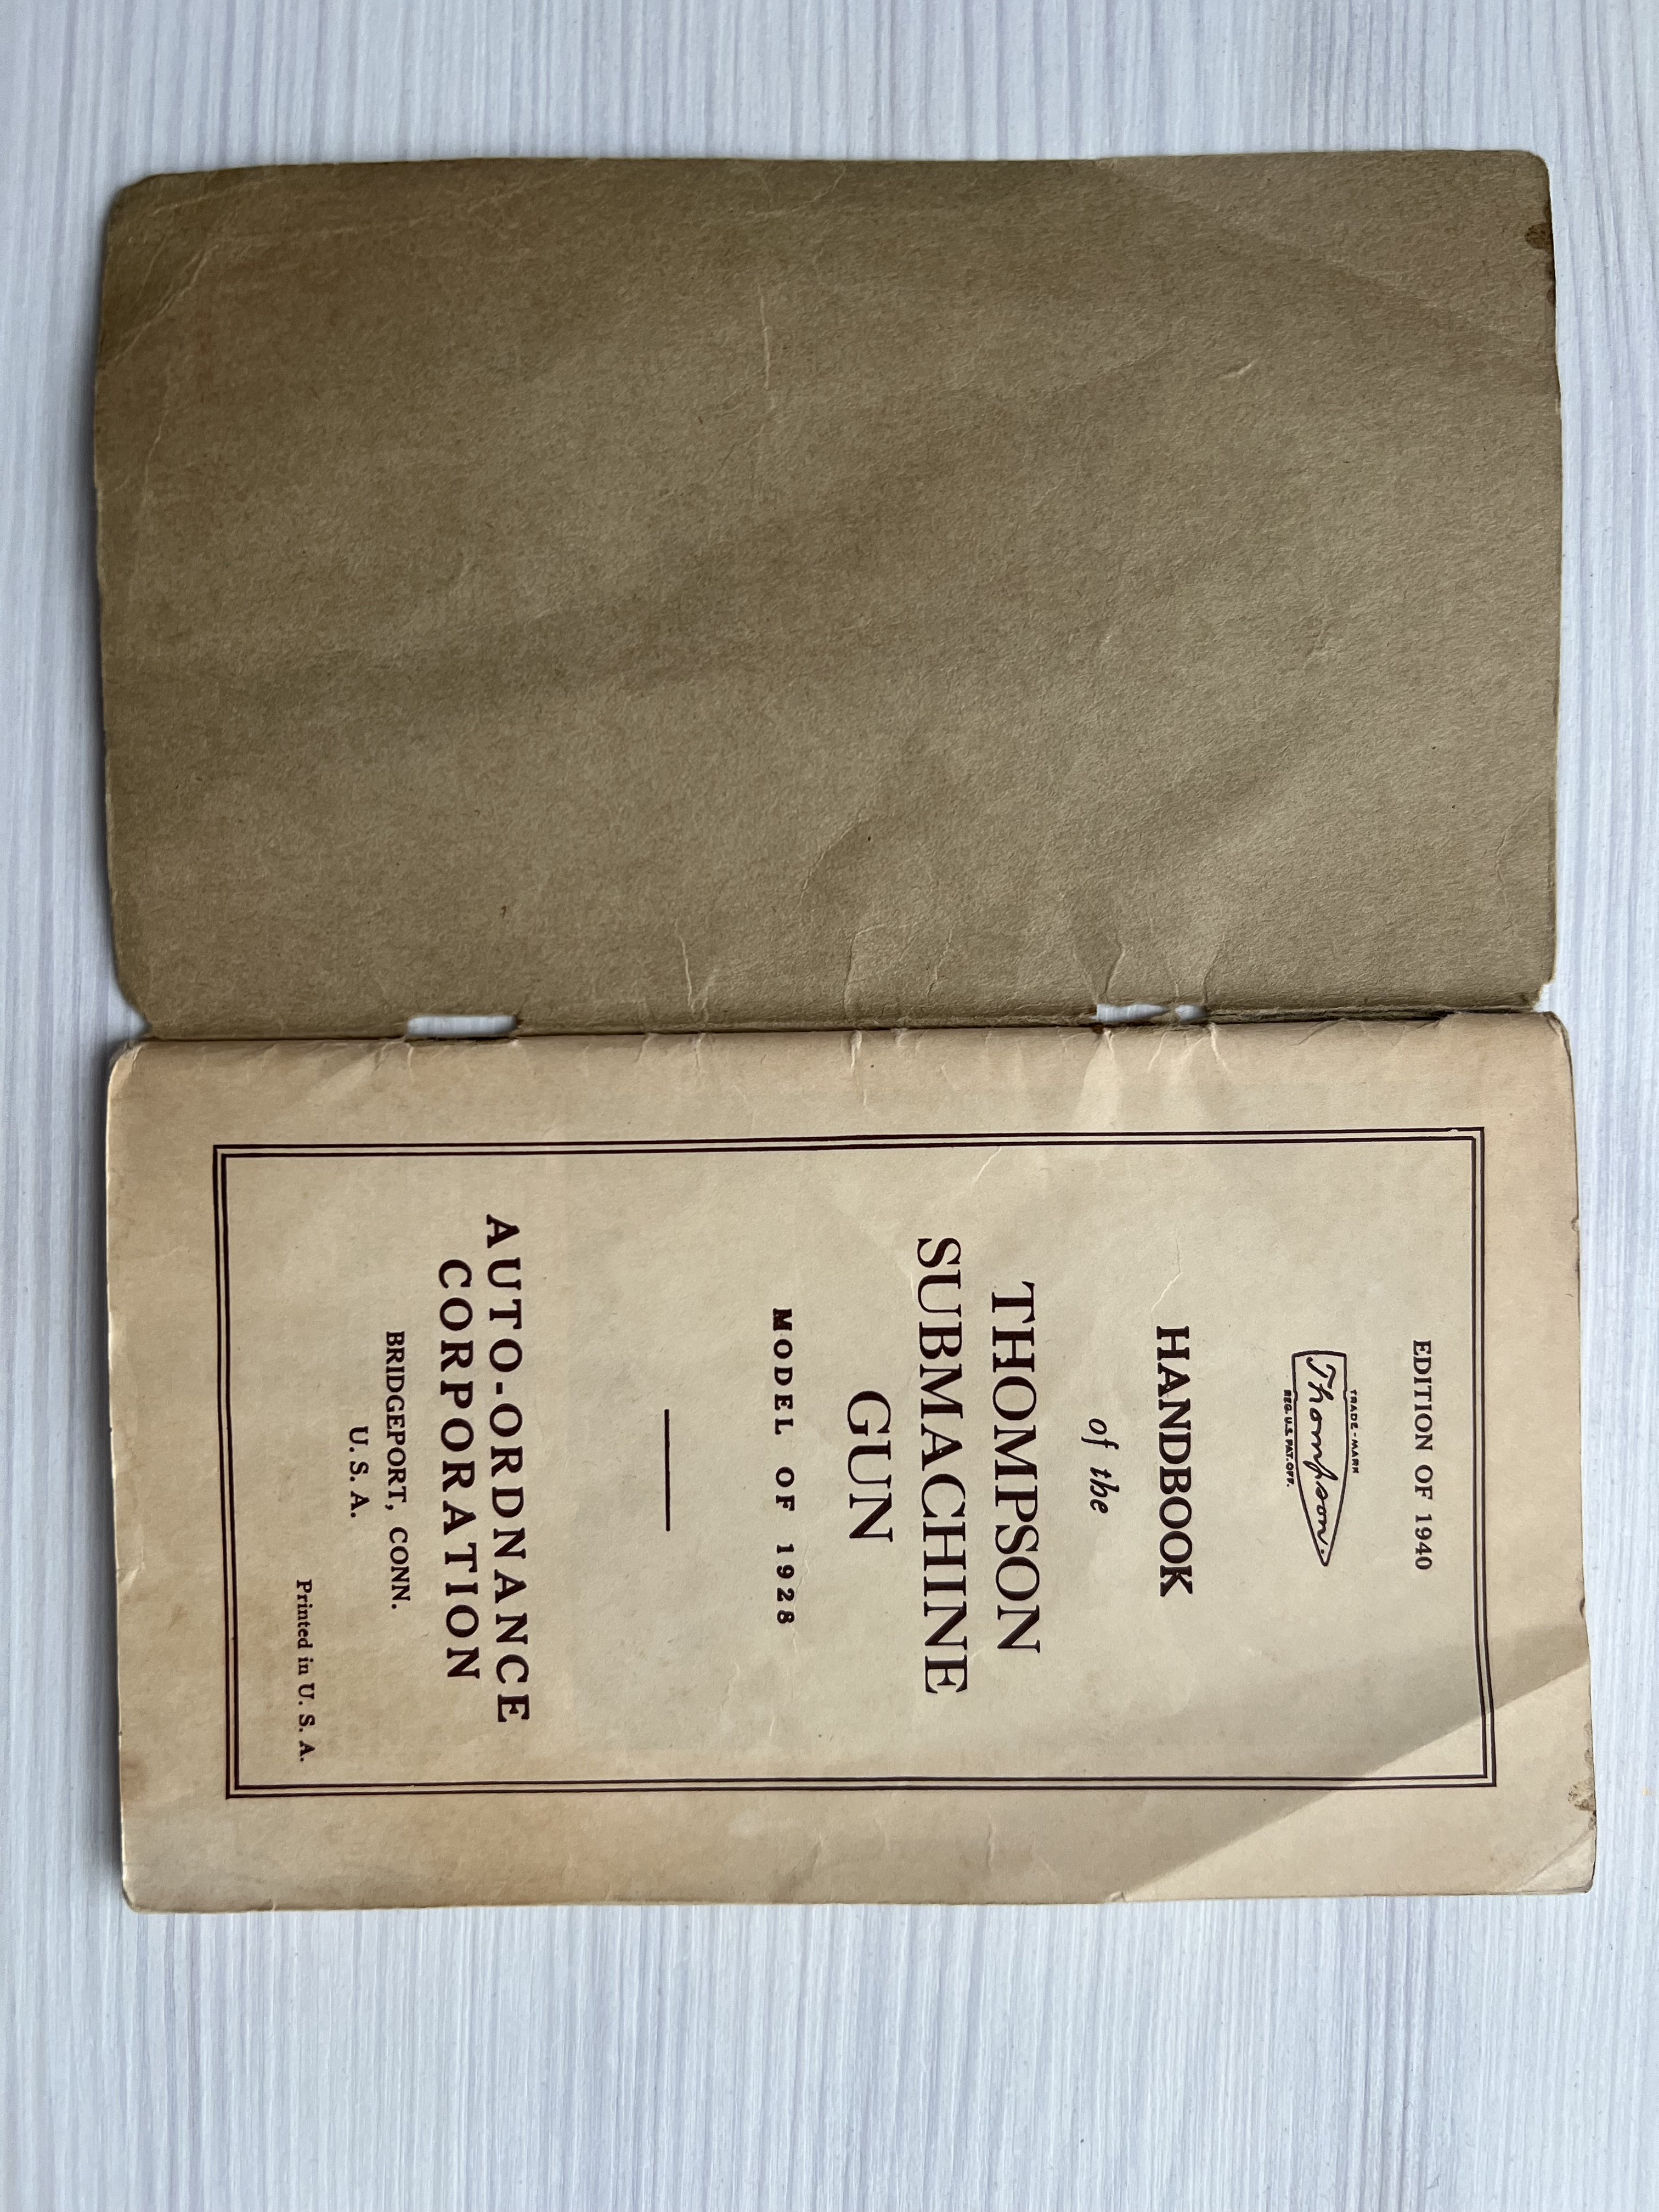 EDITION OF 1940
TRADE-MARK
Thompson.
REG. U.S. PAT. OFF.
HANDBOOK
of the
THOMPSON
SUBMACHINE
GUN
MODEL OF 1928
AUTO-ORDNANCE
CORPORATION
BRIDGEPORT, CONN.
U. S. A.
Printed in U. S. A.